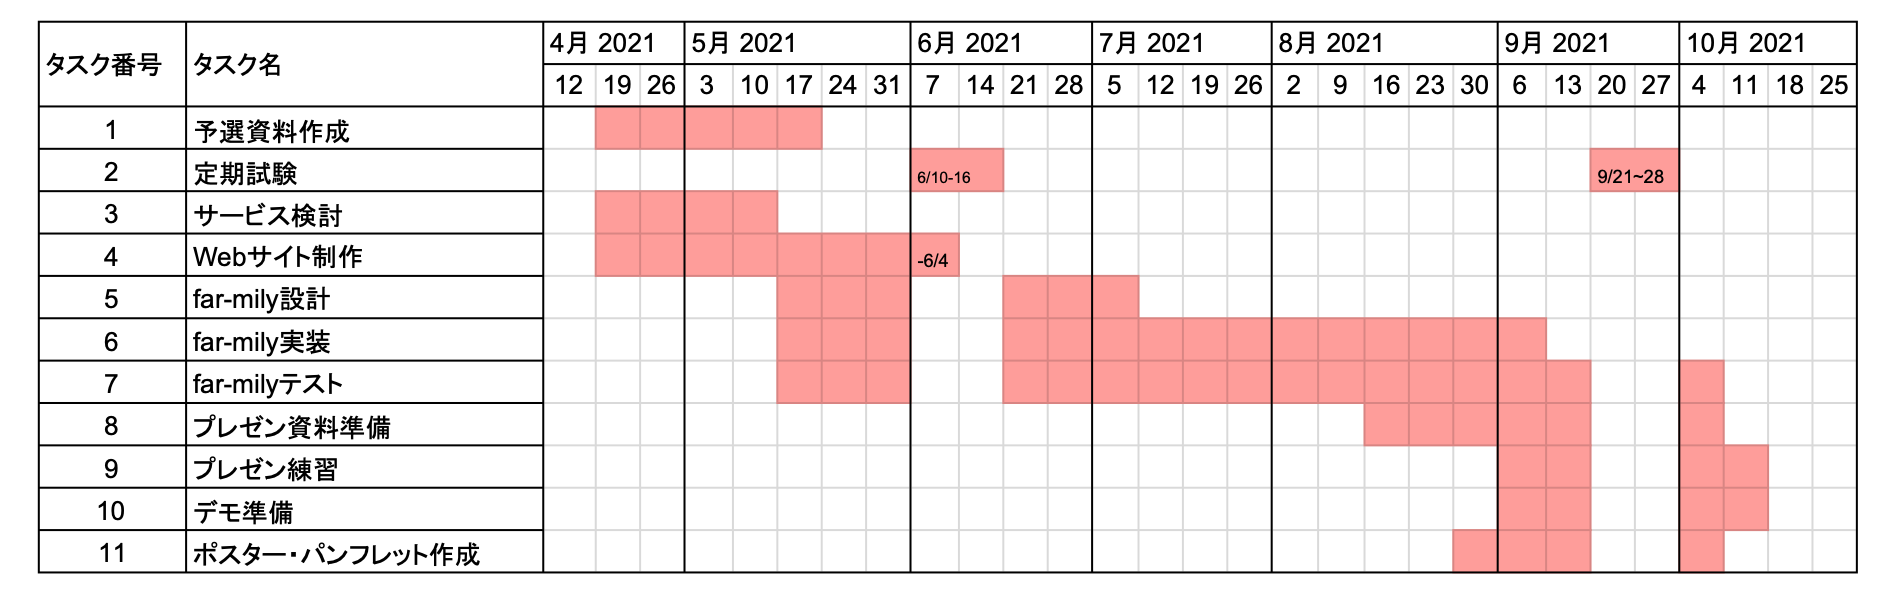 タスク番号 タスク名 4月 2021 5月 2021 6月 2021 7月 2021 8月 2021 9月 2021 10月 2021
12 19 26 3 10 17 24 31 7 14 21 28 5 12 19 26 2 9 16 23 30 6 13 20 27 4 11 18 25
1 予選資料作成
2 定期試験 6/10-16 9/21~28
3 サービス検討
4 Webサイト制作 -6/4
5 far-mily設計
6 far-mily実装
7 far-milyテスト
8 プレゼン資料準備
9 プレゼン練習
10 デモ準備
11 ポスター・パンフレット作成